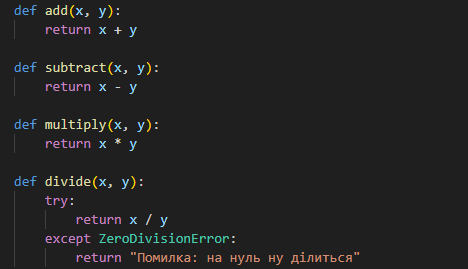 def add(x, y):
    return x + y
def subtract(x, y):
    return x - y
def multiply(x, y):
    return x * y
def divide(x, y):
    try:
        return x / y
    except ZeroDivisionError:
        return "Помилка: на нуль ну ділиться"